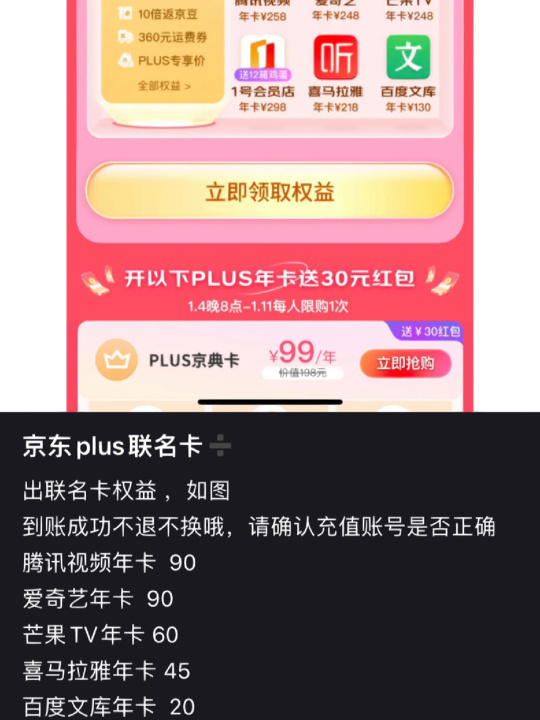 10倍返京豆
360元运费券
PLUS专享价
全部权益 >
腾讯视频 爱奇艺 芒果TV
年卡¥258 年卡¥248 年卡¥248
1
听
文
送12箱鸡蛋
1号会员店 喜马拉雅 百度文库
年卡¥298 年卡¥218 年卡¥130
立即领取权益
开以下PLUS年卡送30元红包
1.4晚8点-1.11每人限购1次
送¥30红包
PLUS京典卡 ¥99/年 立即抢购
价值198元
京东plus联名卡➗
出联名卡权益 ，如图
到账成功不退不换哦，请确认充值账号是否正确
腾讯视频年卡 90
爱奇艺年卡 90
芒果TV年卡 60
喜马拉雅年卡 45
百度文库年卡 20